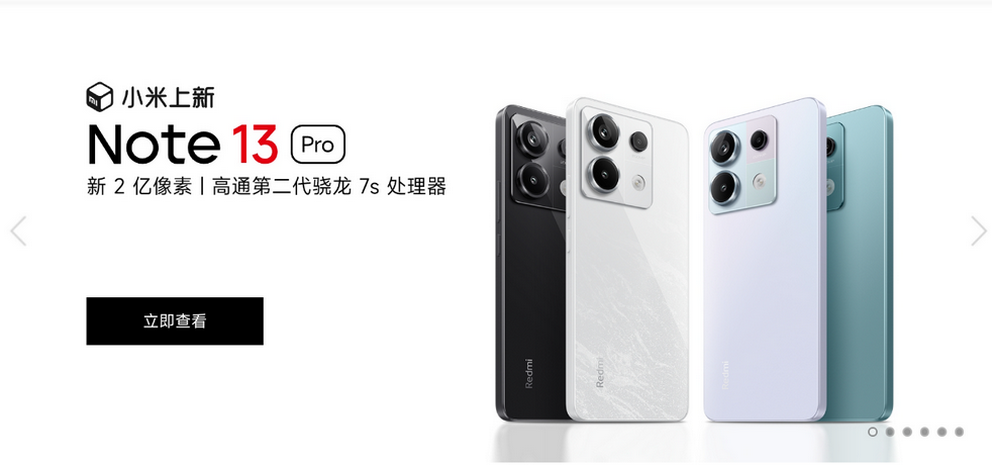 小米上新
Note 13 Pro
新 2 亿像素 | 高通第二代骁龙 7s 处理器
立即查看
Redmi
Redmi
Redmi